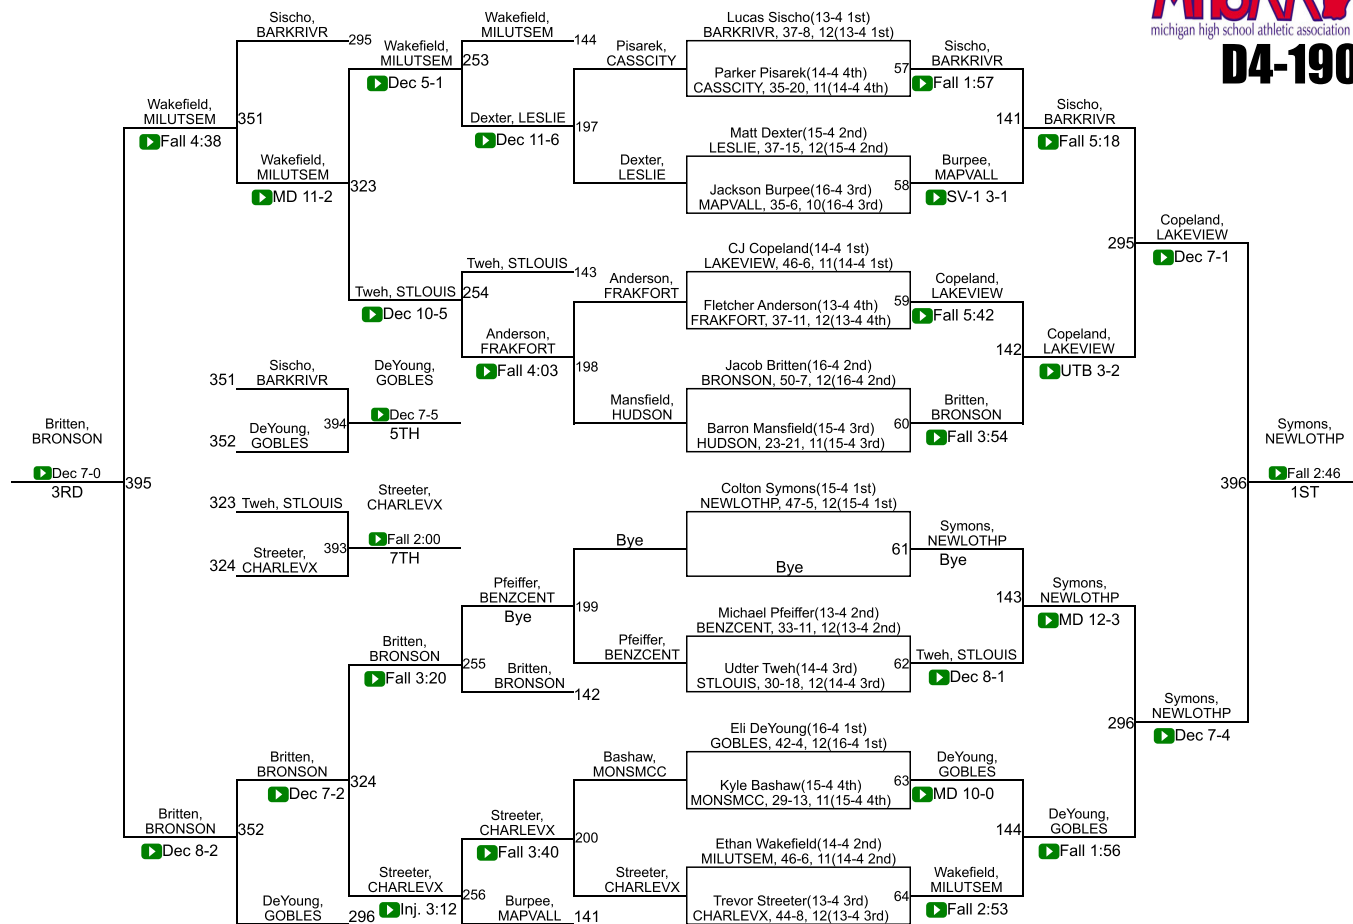 michigan high school athletic association
D4-190
Lucas Sischo(13-4 1st)
BARKRIVR, 37-8, 12(13-4 1st)
Parker Pisarek(14-4 4th)
CASSCITY, 35-20, 11(14-4 4th)
57
Matt Dexter(15-4 2nd)
LESLIE, 37-15, 12(15-4 2nd)
Jackson Burpee(16-4 3rd)
MAPVALL, 35-6, 10(16-4 3rd)
58
CJ Copeland(14-4 1st)
LAKEVIEW, 46-6, 11(14-4 1st)
Fletcher Anderson(13-4 4th)
FRAKFORT, 37-11, 12(13-4 4th)
59
Jacob Britten(16-4 2nd)
BRONSON, 50-7, 12(16-4 2nd)
Barron Mansfield(15-4 3rd)
HUDSON, 23-21, 11(15-4 3rd)
60
Colton Symons(15-4 1st)
NEWLOTHP, 47-5, 12(15-4 1st)
Bye
61
Michael Pfeiffer(13-4 2nd)
BENZCENT, 33-11, 12(13-4 2nd)
Udter Tweh(14-4 3rd)
STLOUIS, 30-18, 12(14-4 3rd)
62
Eli DeYoung(16-4 1st)
GOBLES, 42-4, 12(16-4 1st)
Kyle Bashaw(15-4 4th)
MONSMCC, 29-13, 11(15-4 4th)
63
Ethan Wakefield(14-4 2nd)
MILUTSEM, 46-6, 11(14-4 2nd)
Trevor Streeter(13-4 3rd)
CHARLEVX, 44-8, 12(13-4 3rd)
64
Sischo,
BARKRIVR
Fall 1:57
Burpee,
MAPVALL
SV-1 3-1
141
Copeland,
LAKEVIEW
Fall 5:42
Britten,
BRONSON
Fall 3:54
142
Symons,
NEWLOTHP
Bye
Tweh, STLOUIS
Dec 8-1
143
DeYoung,
GOBLES
MD 10-0
Wakefield,
MILUTSEM
Fall 2:53
144
Sischo,
BARKRIVR
Fall 5:18
Copeland,
LAKEVIEW
UTB 3-2
295
Symons,
NEWLOTHP
MD 12-3
DeYoung,
GOBLES
Fall 1:56
296
Copeland,
LAKEVIEW
Dec 7-1
Symons,
NEWLOTHP
Dec 7-4
396
Symons,
NEWLOTHP
Fall 2:46
1ST
Pisarek,
CASSCITY
Dexter,
LESLIE
197
Anderson,
FRAKFORT
Mansfield,
HUDSON
198
Bye
Pfeiffer,
BENZCENT
199
Bashaw,
MONSMCC
Streeter,
CHARLEVX
200
Wakefield,
MILUTSEM
144
Dexter, LESLIE
Dec 11-6
253
Tweh, STLOUIS
143
Anderson,
FRAKFORT
Fall 4:03
254
Pfeiffer,
BENZCENT
Bye
Britten,
BRONSON
142
255
Streeter,
CHARLEVX
Fall 3:40
Burpee,
MAPVALL
141
256
Wakefield,
MILUTSEM
Dec 5-1
Tweh, STLOUIS
Dec 10-5
323
Britten,
BRONSON
Fall 3:20
Streeter,
CHARLEVX
Inj. 3:12
324
Sischo,
BARKRIVR
295
Wakefield,
MILUTSEM
MD 11-2
351
Britten,
BRONSON
Dec 7-2
DeYoung,
GOBLES
296
352
Wakefield,
MILUTSEM
Fall 4:38
Britten,
BRONSON
Dec 8-2
395
Britten,
BRONSON
Dec 7-0
3RD
351
Sischo,
BARKRIVR
352
DeYoung,
GOBLES
394
DeYoung,
GOBLES
Dec 7-5
5TH
323
Tweh, STLOUIS
324
Streeter,
CHARLEVX
393
Streeter,
CHARLEVX
Fall 2:00
7TH